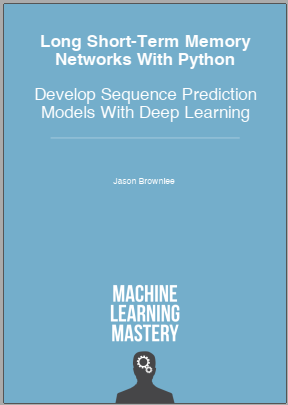 Long Short-Term Memory
Networks With Python
Develop Sequence Prediction
Models With Deep Learning
Jason Brownlee
MACHINE
LEARNING
MASTERY